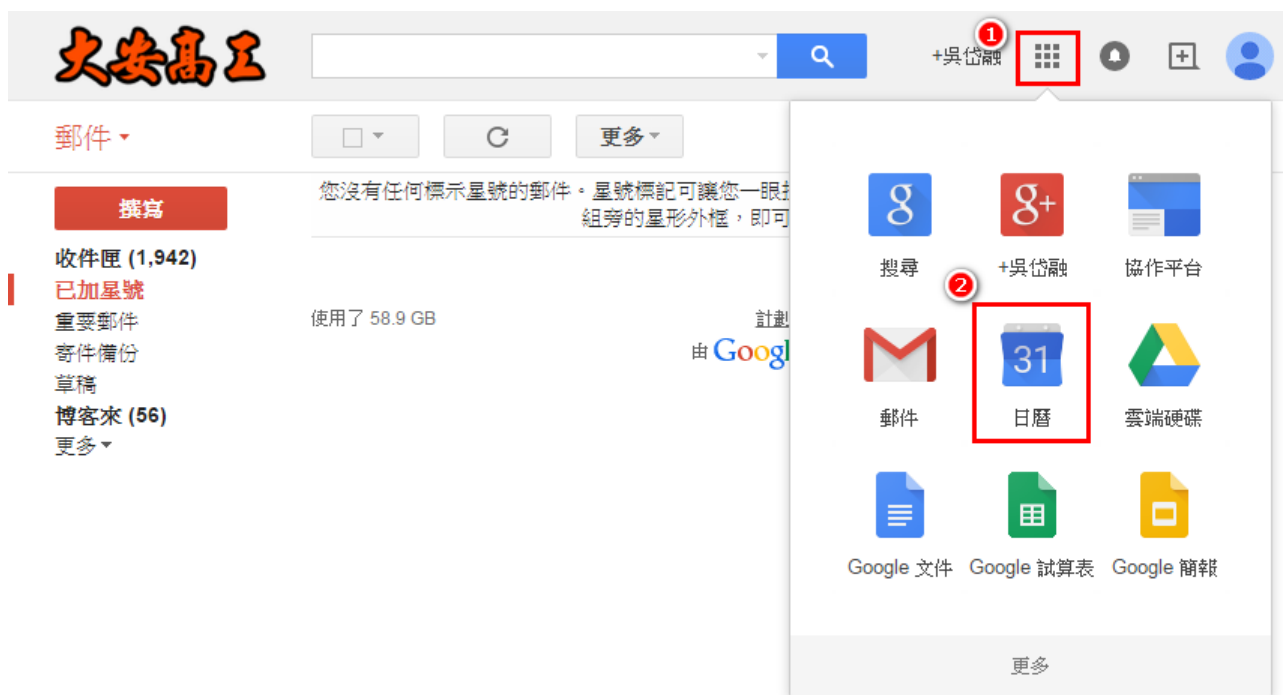 大安高工
+吳岱融
1
郵件
更多
撰寫
您沒有任何標示星號的郵件。星號標記可讓您一眼
組旁的星形外框，即可
收件匣 (1,942)
已加星號
重要郵件
寄件備份
草稿
博客來 (56)
更多
使用了 58.9 GB
計劃
由 Googl
g
g+
搜尋
+吳岱融
協作平台
2
31
郵件
日曆
雲端硬碟
Google 文件
Google 試算表
Google 簡報
更多